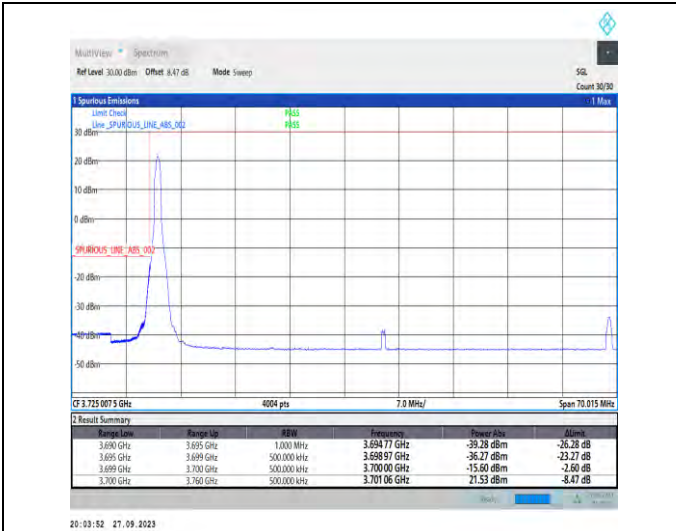 MultiView Spectrum
Ref Level 30.00 dBm Offset 8.47 dB Mode Sweep SGL
Count 30/30
1 Spurious Emissions 1 Max
Limit Check PASS
Line _SPURIOUS_LINE_ABS_002 PASS
30 dBm
20 dBm
10 dBm
0 dBm
SPURIOUS_LINE_ABS_002
-20 dBm
-30 dBm
-40 dBm
-50 dBm
CF 3.725 007 5 GHz 4004 pts 7.0 MHz/ Span 70.015 MHz
2 Result Summary
Range Low Range Up RBW Frequency Power Abs ΔLimit
3.690 GHz 3.695 GHz 1.000 MHz 3.694 77 GHz -39.28 dBm -26.28 dB
3.695 GHz 3.699 GHz 500.000 kHz 3.698 97 GHz -36.27 dBm -23.27 dB
3.699 GHz 3.700 GHz 500.000 kHz 3.700 00 GHz -15.60 dBm -2.60 dB
3.700 GHz 3.760 GHz 500.000 kHz 3.701 06 GHz 21.53 dBm -8.47 dB
Ready
20:03:52 27.09.2023